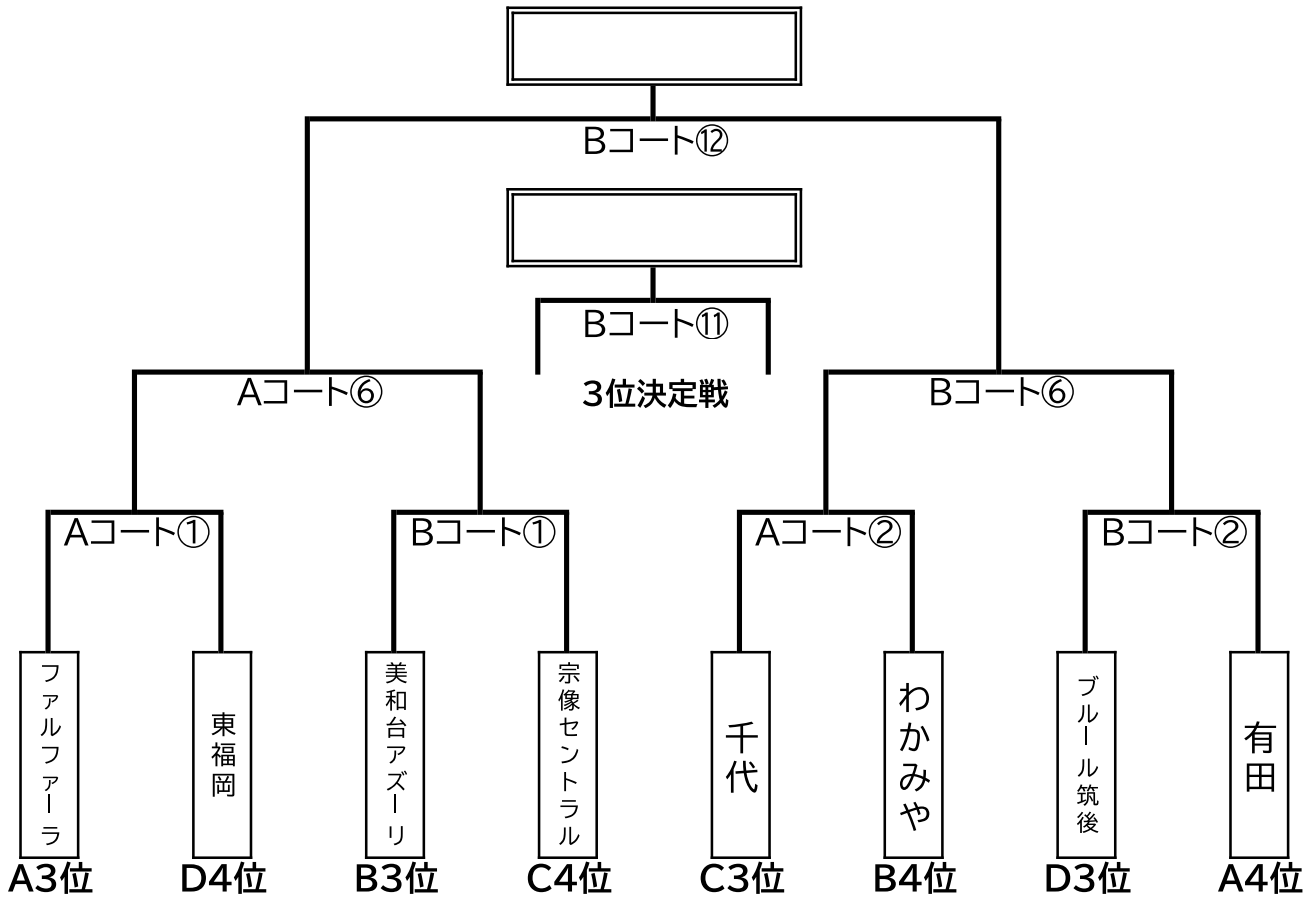 Bコート⑫
Bコート⑪
3位決定戦
Aコート⑥
Bコート⑥
Aコート①
Bコート①
Aコート②
Bコート②
ファルファーラ
東福岡
美和台アズーリ
宗像セントラル
千代
わかみや
ブルール筑後
有田
A3位
D4位
B3位
C4位
C3位
B4位
D3位
A4位